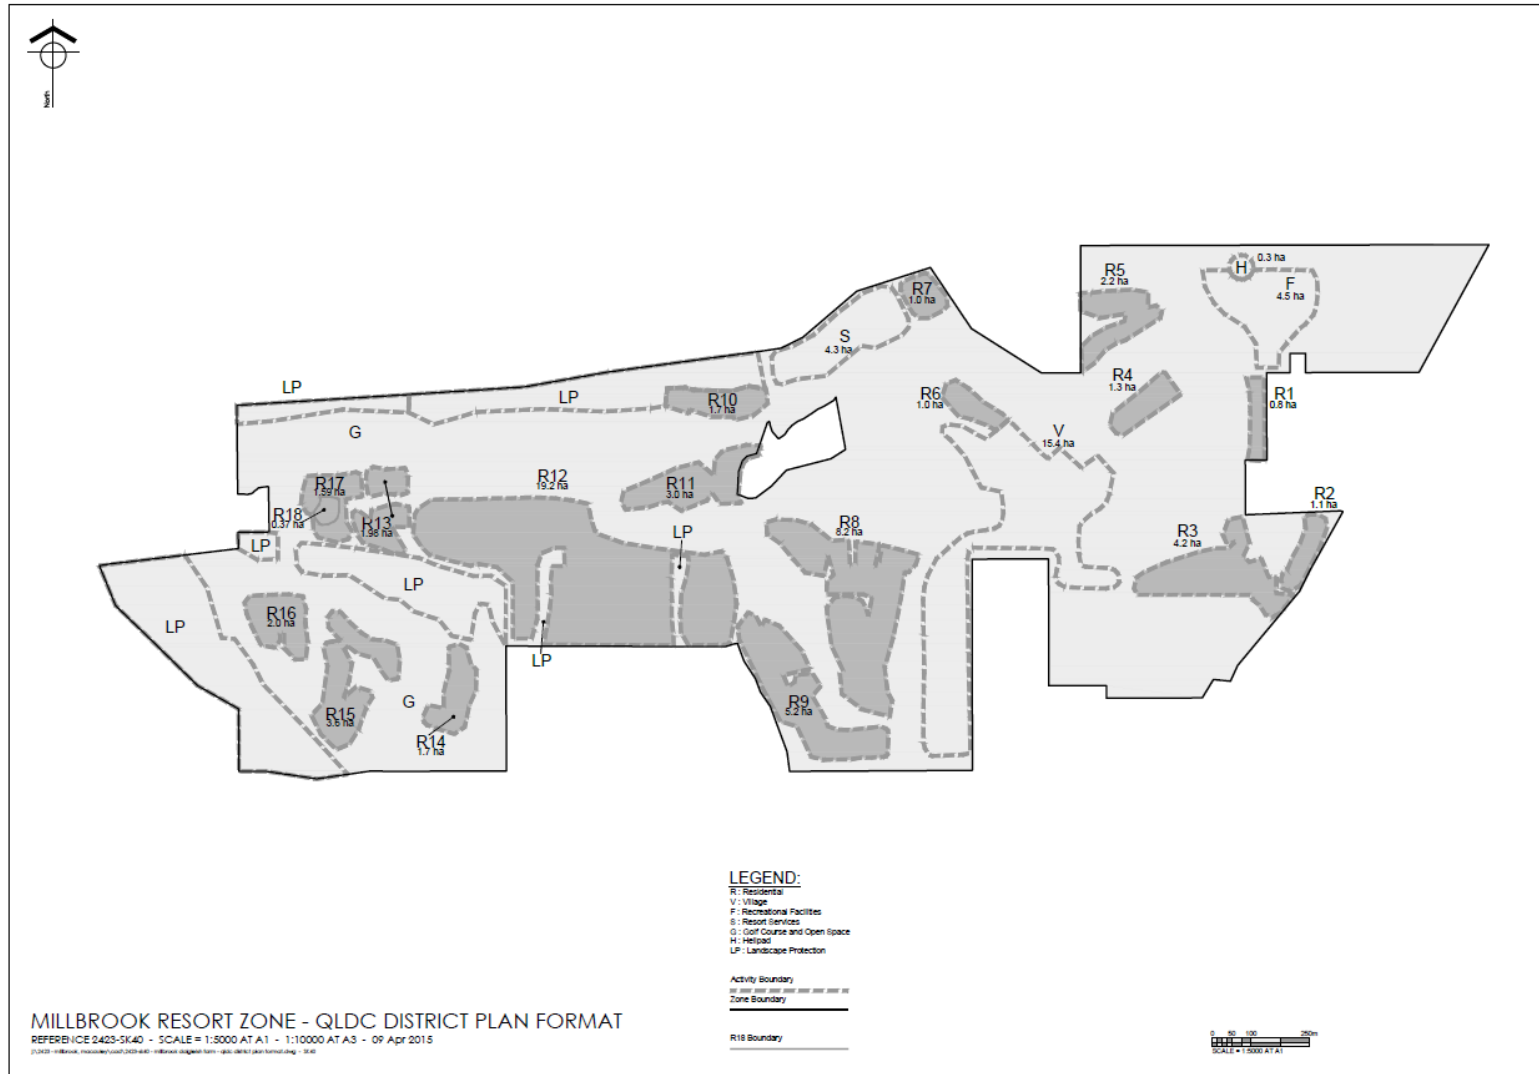 North
H
0.3 ha
R5
2.2 ha
F
4.5 ha
R7
1.0 ha
S
4.3 ha
R4
1.3 ha
LP
LP
R10
1.7 ha
R6
1.0 ha
R1
0.8 ha
G
V
15.4 ha
R17
1.59 ha
R12
19.2 ha
R11
3.0 ha
R2
1.1 ha
R18
0.37 ha
R13
1.98 ha
R8
8.2 ha
LP
R3
4.2 ha
LP
LP
LP
R16
2.0 ha
LP
R15
3.6 ha
G
R14
1.7 ha
R9
5.2 ha
LEGEND:
R : Residential
V : Village
F : Recreational Facilities
S : Resort Services
G : Golf Course and Open Space
H : Helipad
LP : Landscape Protection
Activity Boundary
Zone Boundary
R18 Boundary
MILLBROOK RESORT ZONE - QLDC DISTRICT PLAN FORMAT
REFERENCE 2423-SK40 - SCALE = 1:5000 AT A1 - 1:10000 AT A3 - 09 Apr 2015
0 50 100 250m
SCALE = 1:5000 AT A1